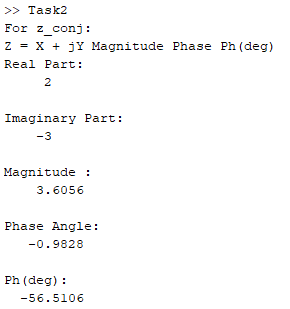 >> Task2
For z_conj:
Z = X + jY Magnitude Phase Ph(deg)
Real Part:
2
Imaginary Part:
-3
Magnitude :
3.6056
Phase Angle:
-0.9828
Ph(deg):
-56.5106